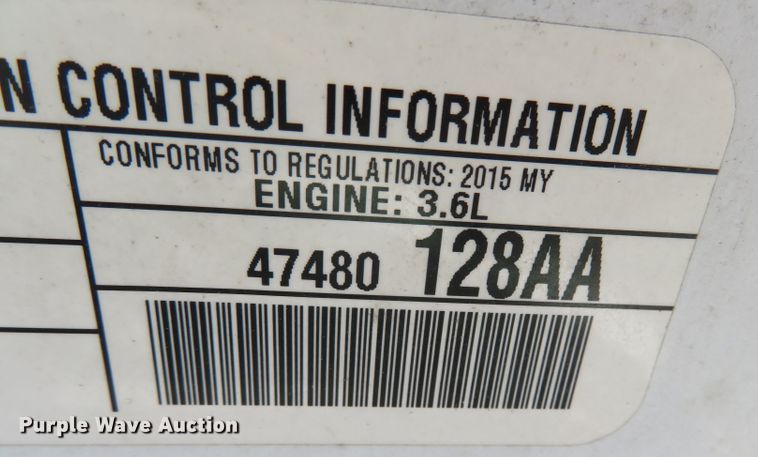 N CONTROL INFORMATION
CONFORMS TO REGULATIONS: 2015 MY
ENGINE: 3.6L
47480 128AA
Purple Wave Auction